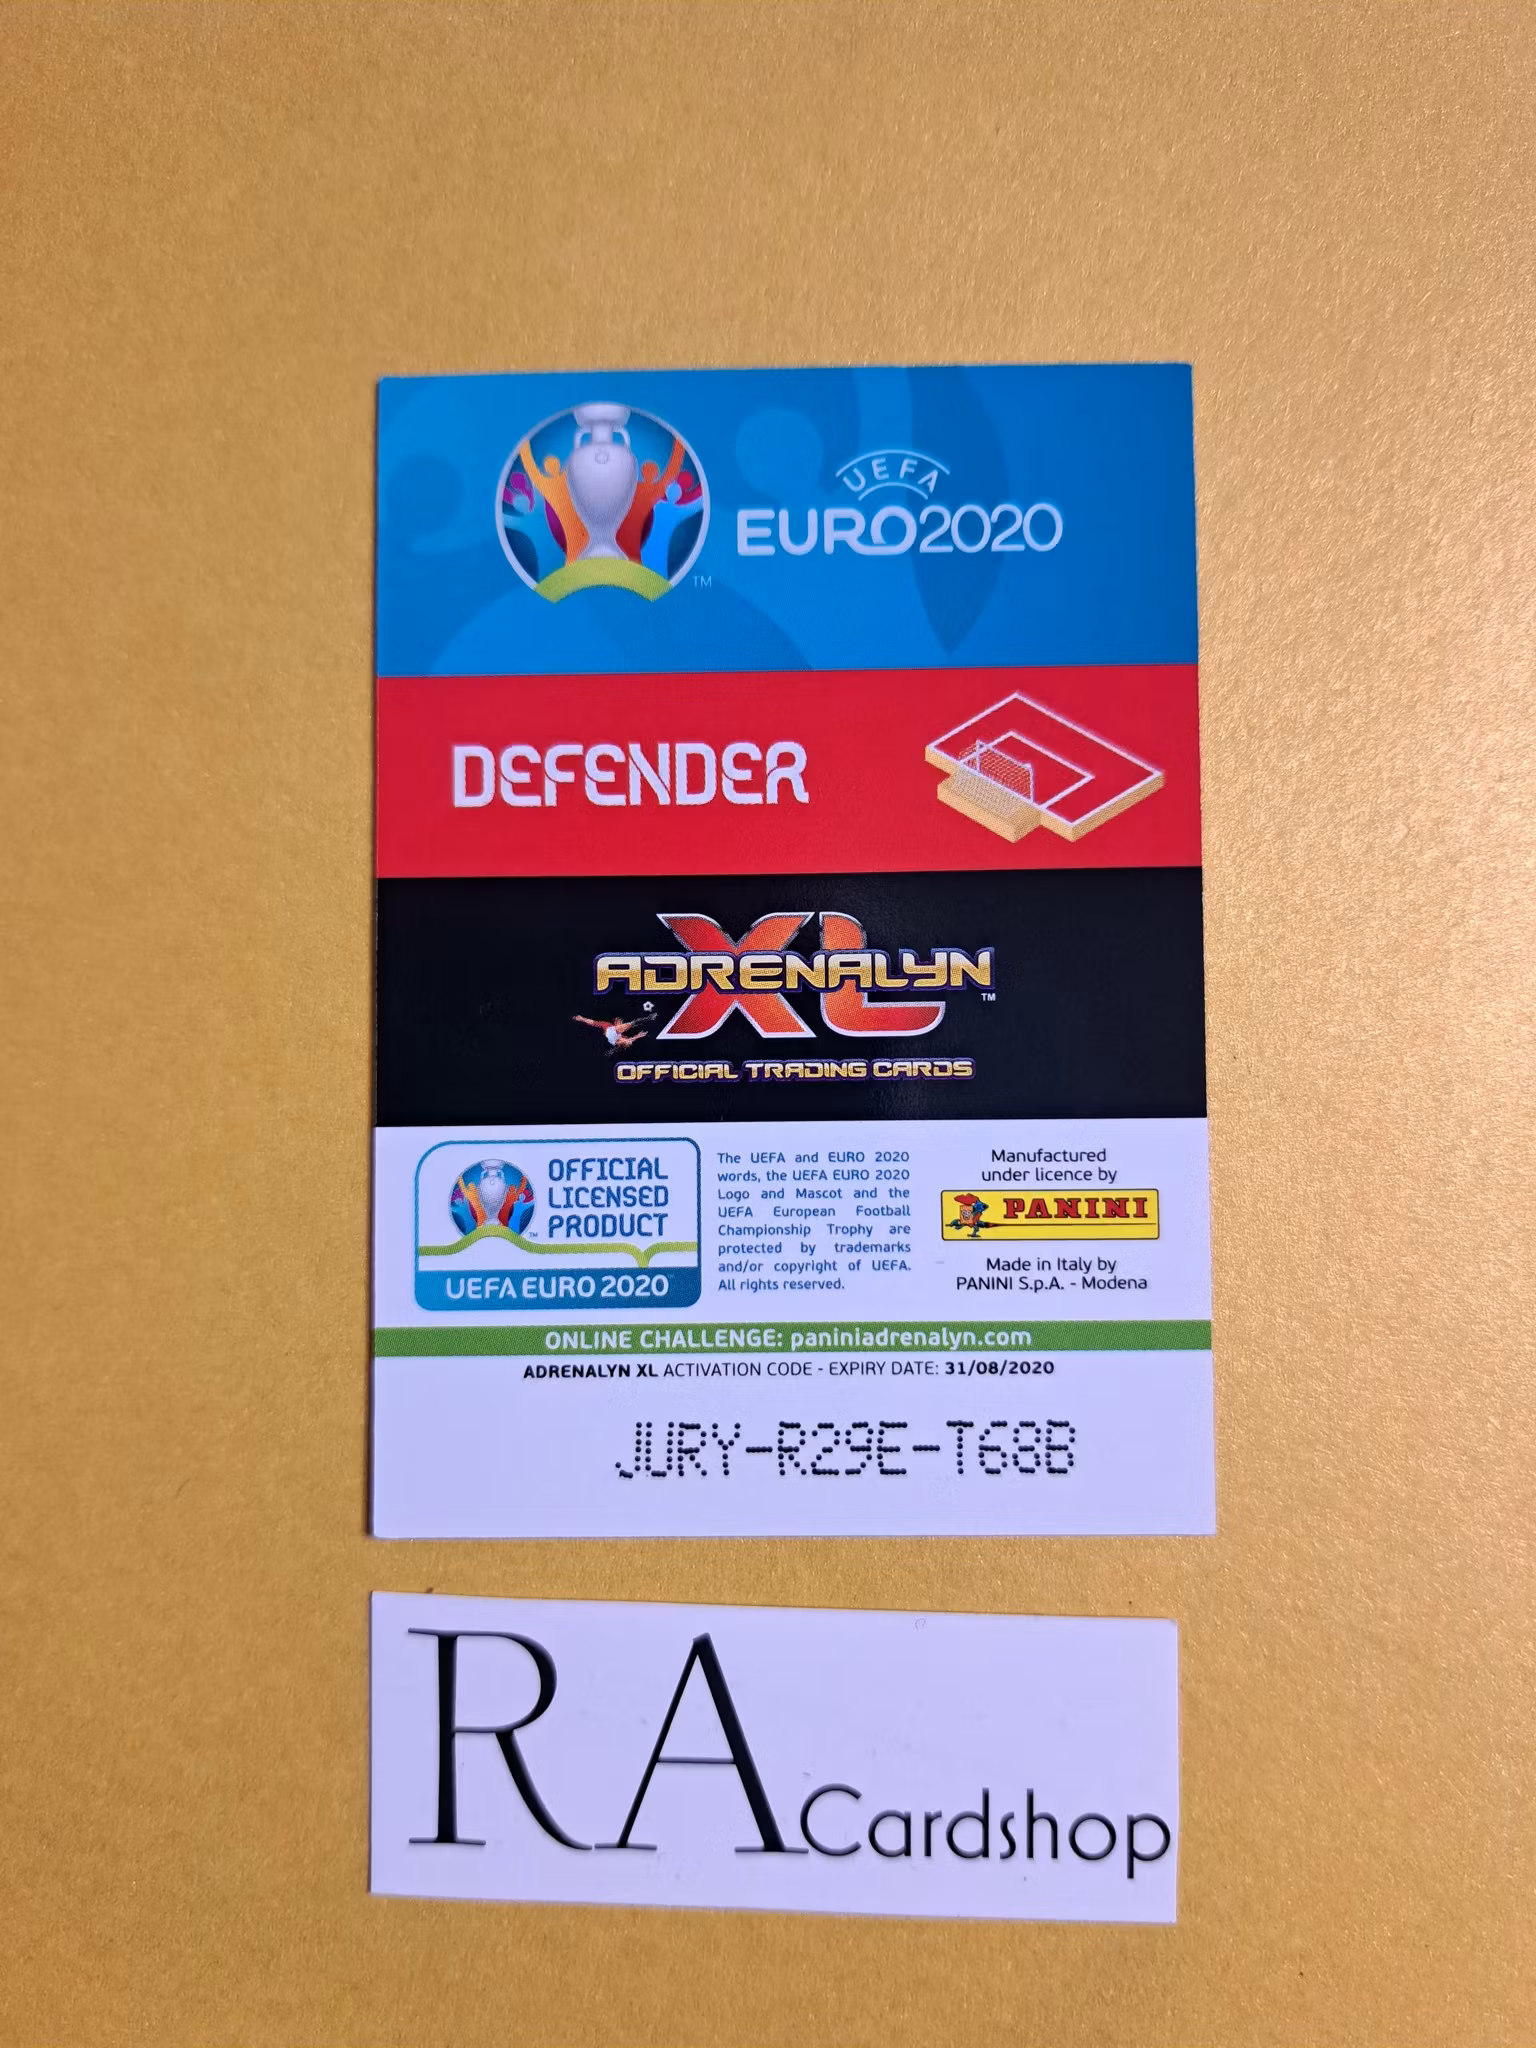 UEFA
EURO2020
TM
DEFENDER
ADRENALYN
XL
TM
OFFICIAL TRADING CARDS
OFFICIAL
LICENSED
PRODUCT
TM
UEFA EURO 2020
The UEFA and EURO 2020
words, the UEFA EURO 2020
Logo and Mascot and the
UEFA European Football
Championship Trophy are
protected by trademarks
and/or copyright of UEFA.
All rights reserved.
Manufactured
under licence by
PANINI
Made in Italy by
PANINI S.p.A. - Modena
ONLINE CHALLENGE: paniniadrenalyn.com
ADRENALYN XL ACTIVATION CODE - EXPIRY DATE: 31/08/2020
JURY-R29E-T68B
RA Cardshop